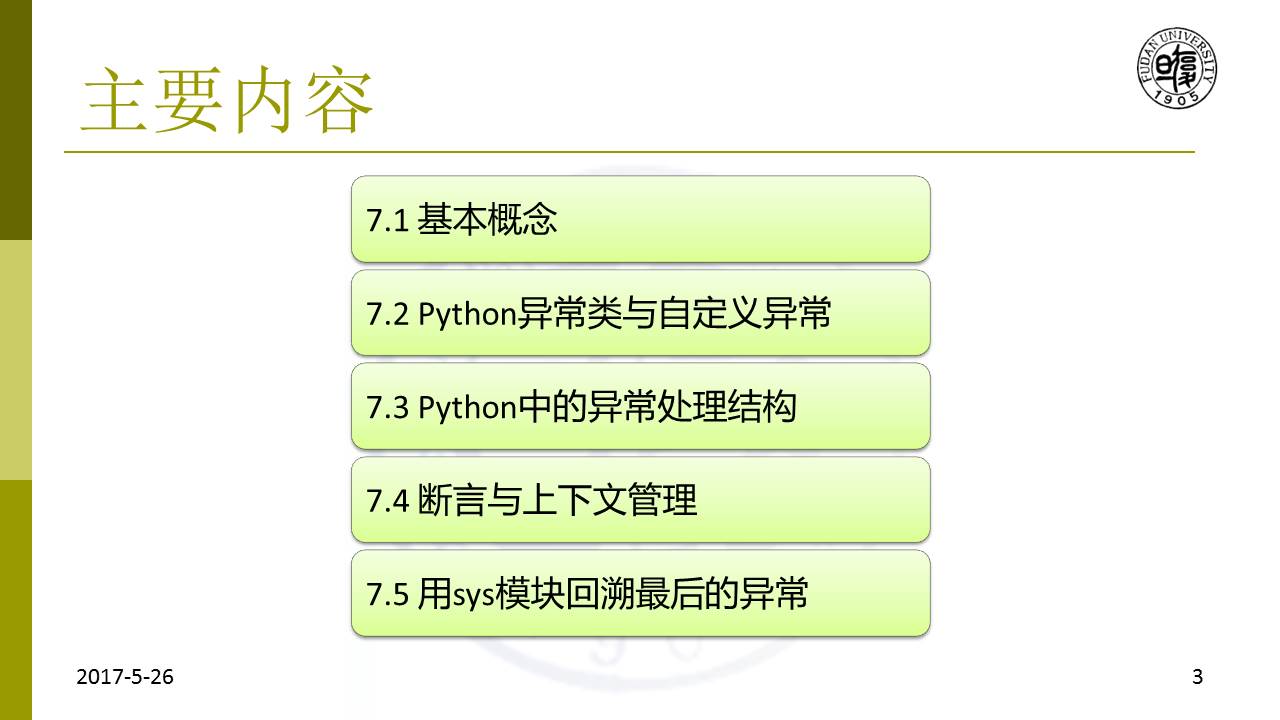 主要内容
FUDAN UNIVERSITY
1905
7.1 基本概念
7.2 Python异常类与自定义异常
7.3 Python中的异常处理结构
7.4 断言与上下文管理
7.5 用sys模块回溯最后的异常
2017-5-26
3